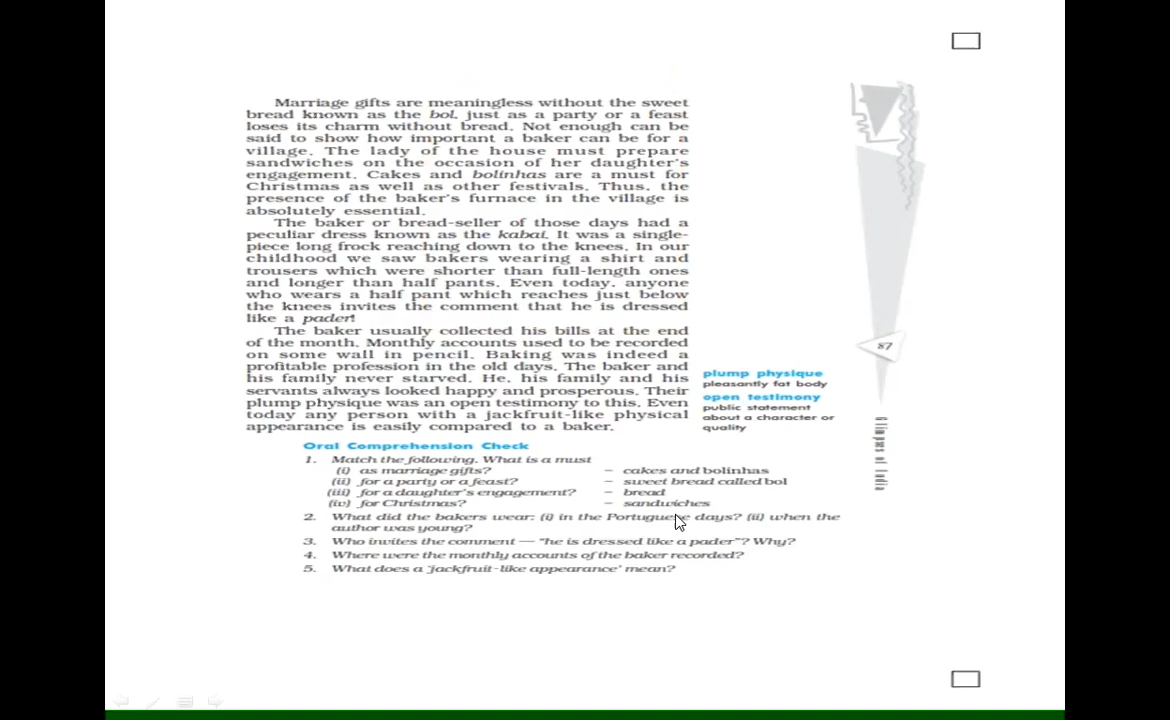 Marriage gifts are meaningless without the sweet
bread known as the bol, just as a party or a feast
loses its charm without bread. Not enough can be
said to show how important a baker can be for a
village. The lady of the house must prepare
sandwiches on the occasion of her daughter's
engagement. Cakes and bolinhas are a must for
Christmas as well as other festivals. Thus, the
presence of the baker's furnace in the village is
absolutely essential.
The baker or bread-seller of those days had a
peculiar dress known as the kabai. It was a single-
piece long frock reaching down to the knees. In our
childhood we saw bakers wearing a shirt and
trousers which were shorter than full-length ones
and longer than half pants. Even today, anyone
who wears a half pant which reaches just below
the knees invites the comment that he is dressed
like a pader!
The baker usually collected his bills at the end
of the month. Monthly accounts used to be recorded
on some wall in pencil. Baking was indeed a
profitable profession in the old days. The baker and
his family never starved. He, his family and his
servants always looked happy and prosperous. Their
plump physique was an open testimony to this. Even
today any person with a jackfruit-like physical
appearance is easily compared to a baker.
plump physique
pleasantly fat body
open testimony
public statement
about a character or
quality
87
Glimpses of India
Oral Comprehension Check
1. Match the following. What is a must
(i) as marriage gifts? – cakes and bolinhas
(ii) for a party or a feast? – sweet bread called bol
(iii) for a daughter's engagement? – bread
(iv) for Christmas? – sandwiches
2. What did the bakers wear: (i) in the Portuguese days? (ii) when the
author was young?
3. Who invites the comment — "he is dressed like a pader"? Why?
4. Where were the monthly accounts of the baker recorded?
5. What does a 'jackfruit-like appearance' mean?